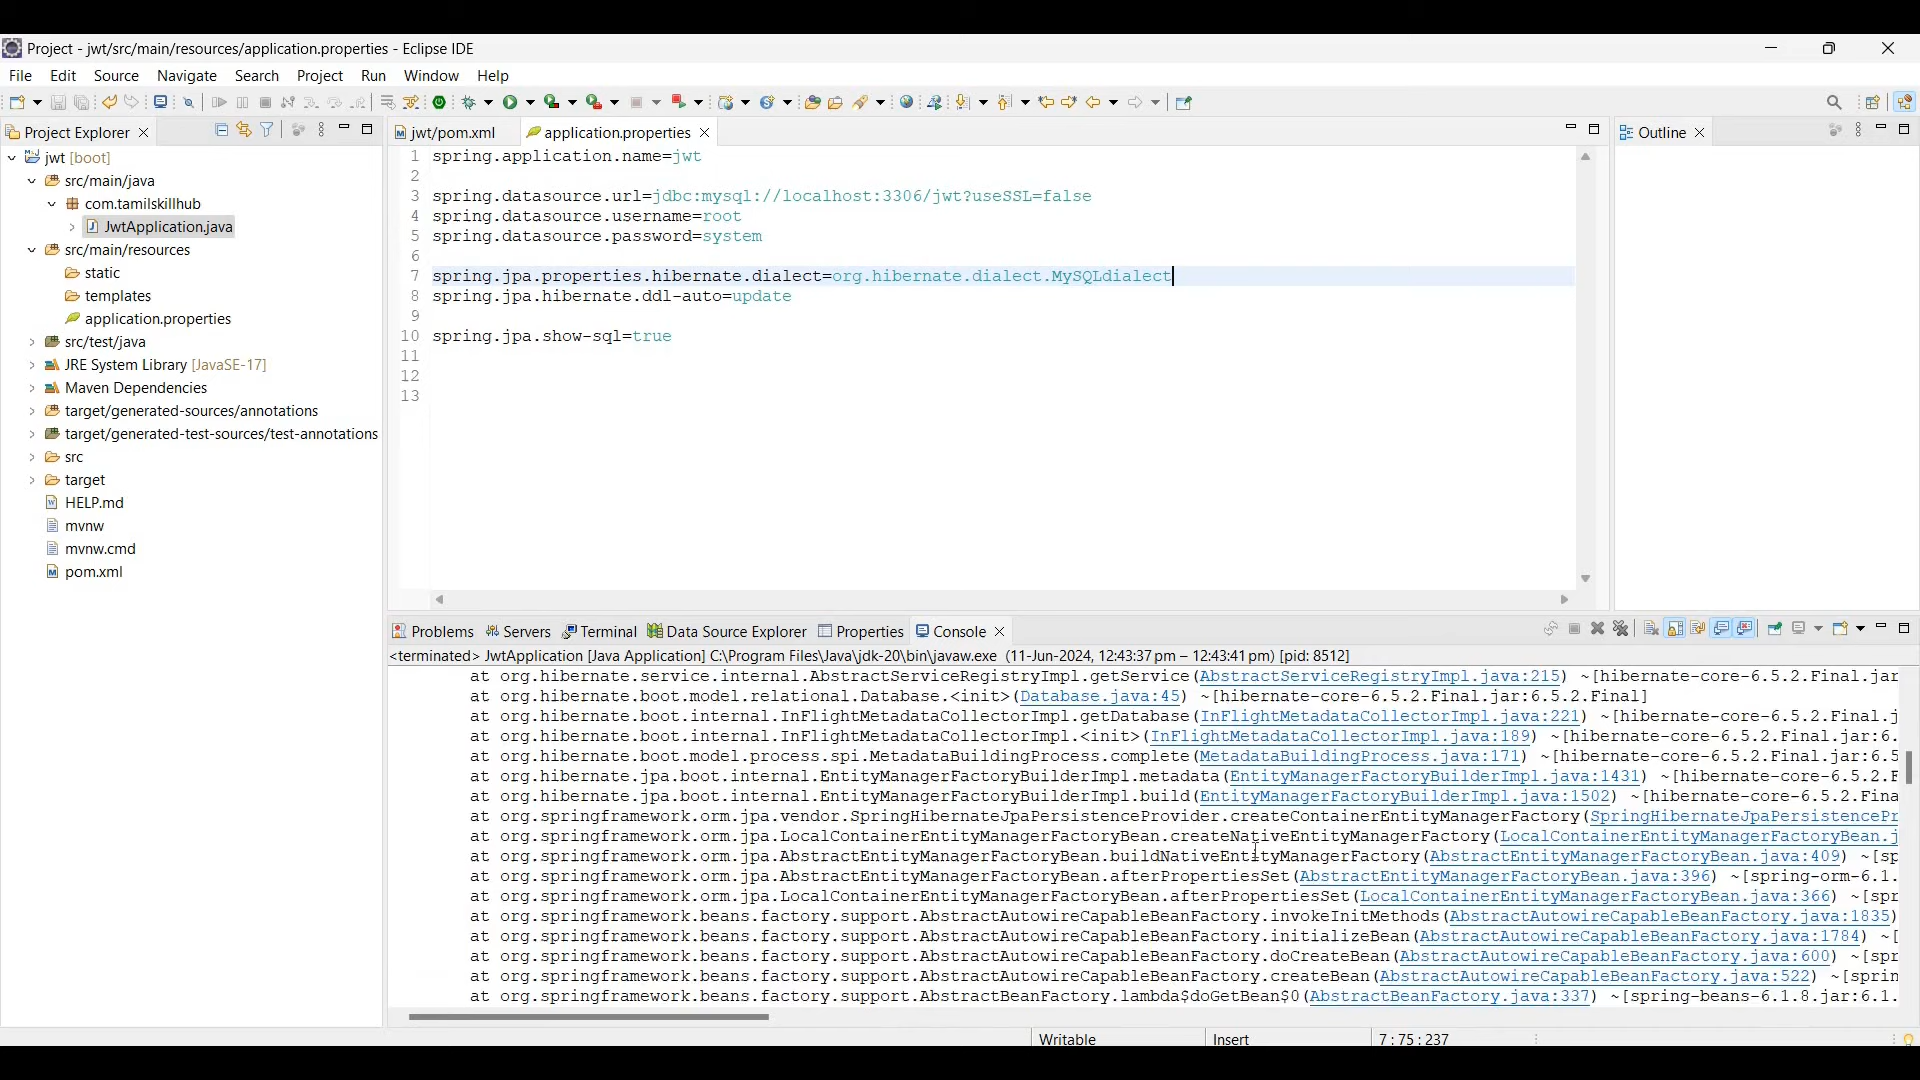 Project - jwt/src/main/resources/application.properties - Eclipse IDE
File Edit Source Navigate Search Project Run Window Help
Project Explorer
jwt/pom.xml application.properties
Outline
jwt [boot]
src/main/java
com.tamilskillhub
JwtApplication.java
src/main/resources
static
templates
application.properties
src/test/java
JRE System Library [JavaSE-17]
Maven Dependencies
target/generated-sources/annotations
target/generated-test-sources/test-annotations
src
target
HELP.md
mvnw
mvnw.cmd
pom.xml
1 spring.application.name=jwt
2
3 spring.datasource.url=jdbc:mysql://localhost:3306/jwt?useSSL=false
4 spring.datasource.username=root
5 spring.datasource.password=system
6
7 spring.jpa.properties.hibernate.dialect=org.hibernate.dialect.MySQLdialect
8 spring.jpa.hibernate.ddl-auto=update
9
10 spring.jpa.show-sql=true
11
12
13
Problems Servers Terminal Data Source Explorer Properties Console
<terminated> JwtApplication [Java Application] C:\Program Files\Java\jdk-20\bin\javaw.exe (11-Jun-2024, 12:43:37 pm – 12:43:41 pm) [pid: 8512]
at org.hibernate.service.internal.AbstractServiceRegistryImpl.getService(AbstractServiceRegistryImpl.java:215) ~[hibernate-core-6.5.2.Final.jar
at org.hibernate.boot.model.relational.Database.<init>(Database.java:45) ~[hibernate-core-6.5.2.Final.jar:6.5.2.Final]
at org.hibernate.boot.internal.InFlightMetadataCollectorImpl.getDatabase(InFlightMetadataCollectorImpl.java:221) ~[hibernate-core-6.5.2.Final.j
at org.hibernate.boot.internal.InFlightMetadataCollectorImpl.<init>(InFlightMetadataCollectorImpl.java:189) ~[hibernate-core-6.5.2.Final.jar:6.
at org.hibernate.boot.model.process.spi.MetadataBuildingProcess.complete(MetadataBuildingProcess.java:171) ~[hibernate-core-6.5.2.Final.jar:6.5
at org.hibernate.jpa.boot.internal.EntityManagerFactoryBuilderImpl.metadata(EntityManagerFactoryBuilderImpl.java:1431) ~[hibernate-core-6.5.2.F
at org.hibernate.jpa.boot.internal.EntityManagerFactoryBuilderImpl.build(EntityManagerFactoryBuilderImpl.java:1502) ~[hibernate-core-6.5.2.Fina
at org.springframework.orm.jpa.vendor.SpringHibernateJpaPersistenceProvider.createContainerEntityManagerFactory(SpringHibernateJpaPersistencePr
at org.springframework.orm.jpa.LocalContainerEntityManagerFactoryBean.createNativeEntityManagerFactory(LocalContainerEntityManagerFactoryBean.j
at org.springframework.orm.jpa.AbstractEntityManagerFactoryBean.buildNativeEntityManagerFactory(AbstractEntityManagerFactoryBean.java:409) ~[sp
at org.springframework.orm.jpa.AbstractEntityManagerFactoryBean.afterPropertiesSet(AbstractEntityManagerFactoryBean.java:396) ~[spring-orm-6.1.
at org.springframework.orm.jpa.LocalContainerEntityManagerFactoryBean.afterPropertiesSet(LocalContainerEntityManagerFactoryBean.java:366) ~[spr
at org.springframework.beans.factory.support.AbstractAutowireCapableBeanFactory.invokeInitMethods(AbstractAutowireCapableBeanFactory.java:1835)
at org.springframework.beans.factory.support.AbstractAutowireCapableBeanFactory.initializeBean(AbstractAutowireCapableBeanFactory.java:1784) ~[
at org.springframework.beans.factory.support.AbstractAutowireCapableBeanFactory.doCreateBean(AbstractAutowireCapableBeanFactory.java:600) ~[spr
at org.springframework.beans.factory.support.AbstractAutowireCapableBeanFactory.createBean(AbstractAutowireCapableBeanFactory.java:522) ~[sprin
at org.springframework.beans.factory.support.AbstractBeanFactory.lambda$doGetBean$0(AbstractBeanFactory.java:337) ~[spring-beans-6.1.8.jar:6.1.
Writable Insert 7 : 75 : 237